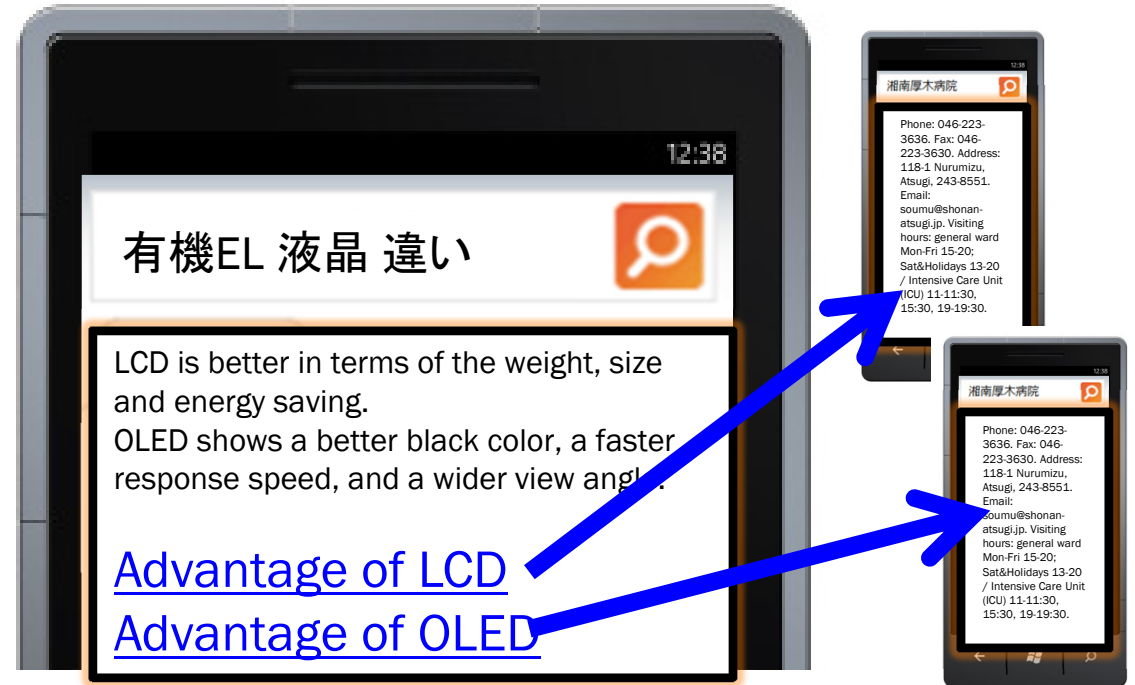 12:38
有機EL 液晶 違い
LCD is better in terms of the weight, size
and energy saving.
OLED shows a better black color, a faster
response speed, and a wider view angle.
Advantage of LCD
Advantage of OLED
12:38
湘南厚木病院
Phone: 046-223-
3636. Fax: 046-
223-3630. Address:
118-1 Nurumizu,
Atsugi, 243-8551.
Email:
soumu@shonan-
atsugi.jp. Visiting
hours: general ward
Mon-Fri 15-20;
Sat&Holidays 13-20
/ Intensive Care Unit
(ICU) 11-11:30,
15:30, 19-19:30.
12:38
湘南厚木病院
Phone: 046-223-
3636. Fax: 046-
223-3630. Address:
118-1 Nurumizu,
Atsugi, 243-8551.
Email:
soumu@shonan-
atsugi.jp. Visiting
hours: general ward
Mon-Fri 15-20;
Sat&Holidays 13-20
/ Intensive Care Unit
(ICU) 11-11:30,
15:30, 19-19:30.